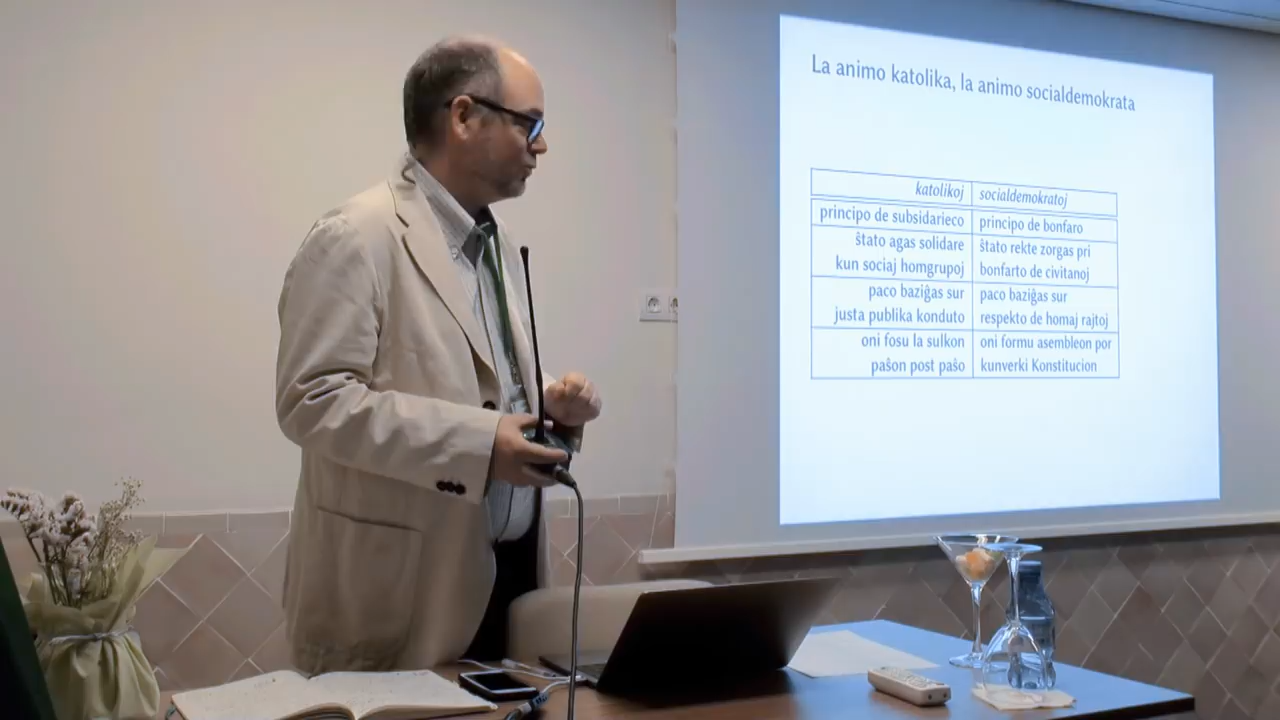 La animo katolika, la animo socialdemokrata
katolikoj socialdemokratoj
principo de subsidarieco principo de bonfaro
ŝtato agas solidare ŝtato rekte zorgas pri
kun sociaj homgrupoj bonfarto de civitanoj
paco baziĝas sur paco baziĝas sur
justa publika konduto respekto de homaj rajtoj
oni fosu la sulkon oni formu asembleon por
paŝon post paŝo kunverki Konstitucion